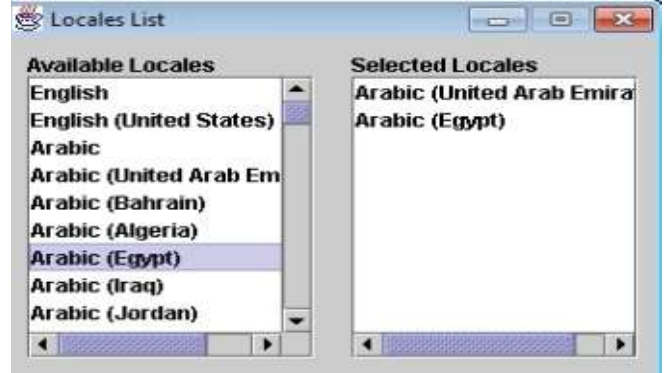 Locales List
Available Locales
English
English (United States)
Arabic
Arabic (United Arab Em
Arabic (Bahrain)
Arabic (Algeria)
Arabic (Egypt)
Arabic (Iraq)
Arabic (Jordan)
Selected Locales
Arabic (United Arab Emira
Arabic (Egypt)